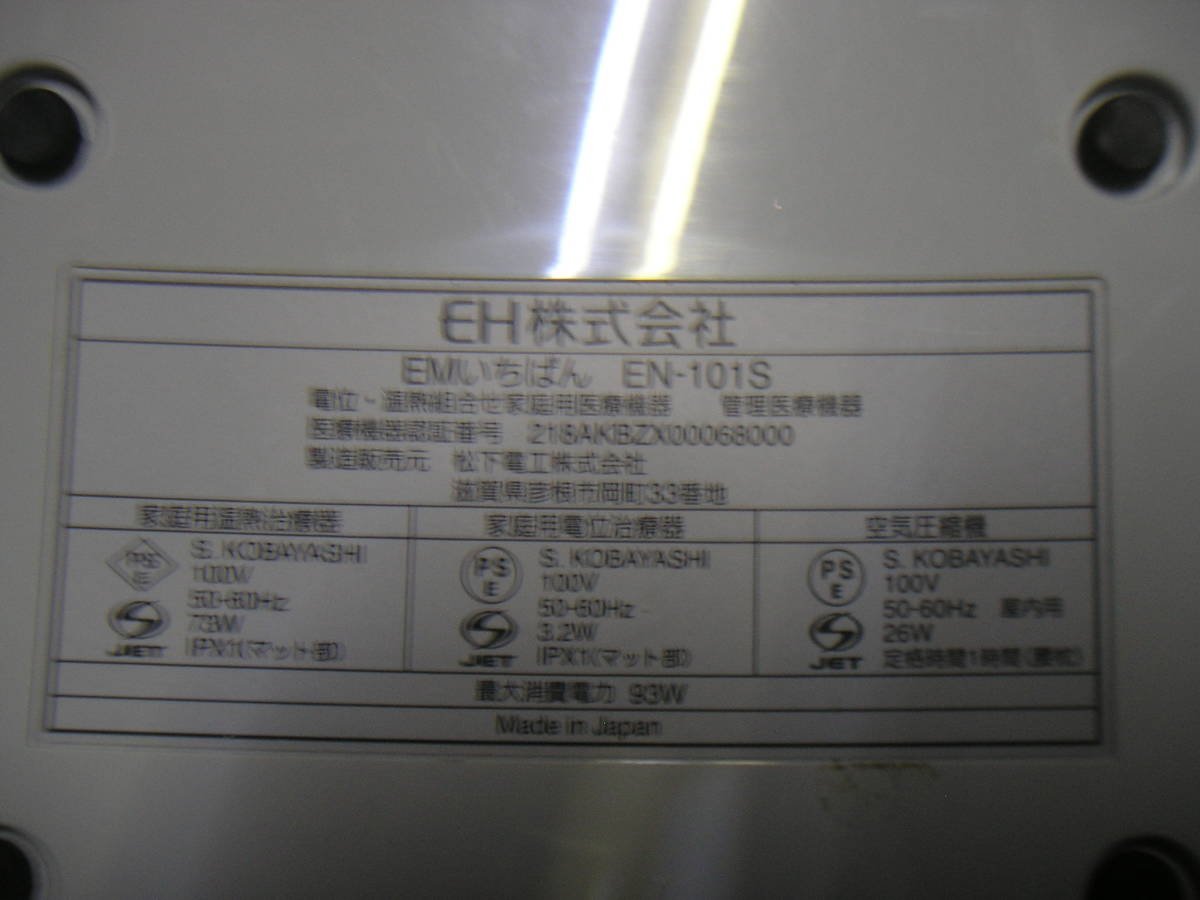 EH株式会社
EMIいちばん EN-101S
電位・温熱組合せ家庭用医療機器 管理医療機器
医療機器認証番号 218AKBZX00068000
製造販売元 松下電工株式会社
滋賀県彦根市岡町33番地
家庭用温熱治療器
PSE
S. KOBAYASHI
100V
50-60Hz
73W
JET
IPX1(マット部)
家庭用電位治療器
PSE
S. KOBAYASHI
100V
50-60Hz
3.2W
JET
IPX1(マット部)
空気圧縮機
PSE
S. KOBAYASHI
100V
50-60Hz 屋内用
26W
JET
定格時間1時間(腰枕)
最大消費電力 93W
Made in Japan